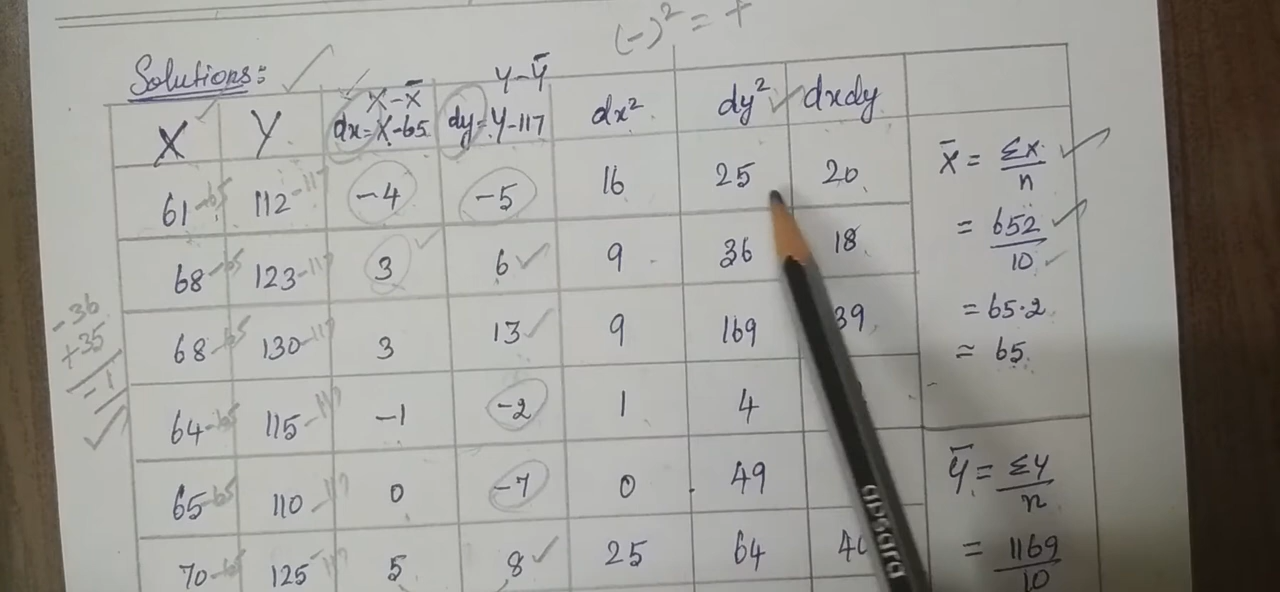 (-)² = +
Solutions:
X Y X-X̄ dx=X-65 Y-Ȳ dy=Y-117 dx² dy² dxdy
61-65 112-117 -4 -5 16 25 20
68-65 123-117 3 6 9 36 18
68-65 130-117 3 13 9 169 39
64-65 115-117 -1 -2 1 4
65-65 110-117 0 -7 0 49
70-65 125-117 5 8 25 64
-36
+35
-1
X̄ = Σx/n
= 652/10
= 65.2
≈ 65
Ȳ = Σy/n
= 1169/10
absara